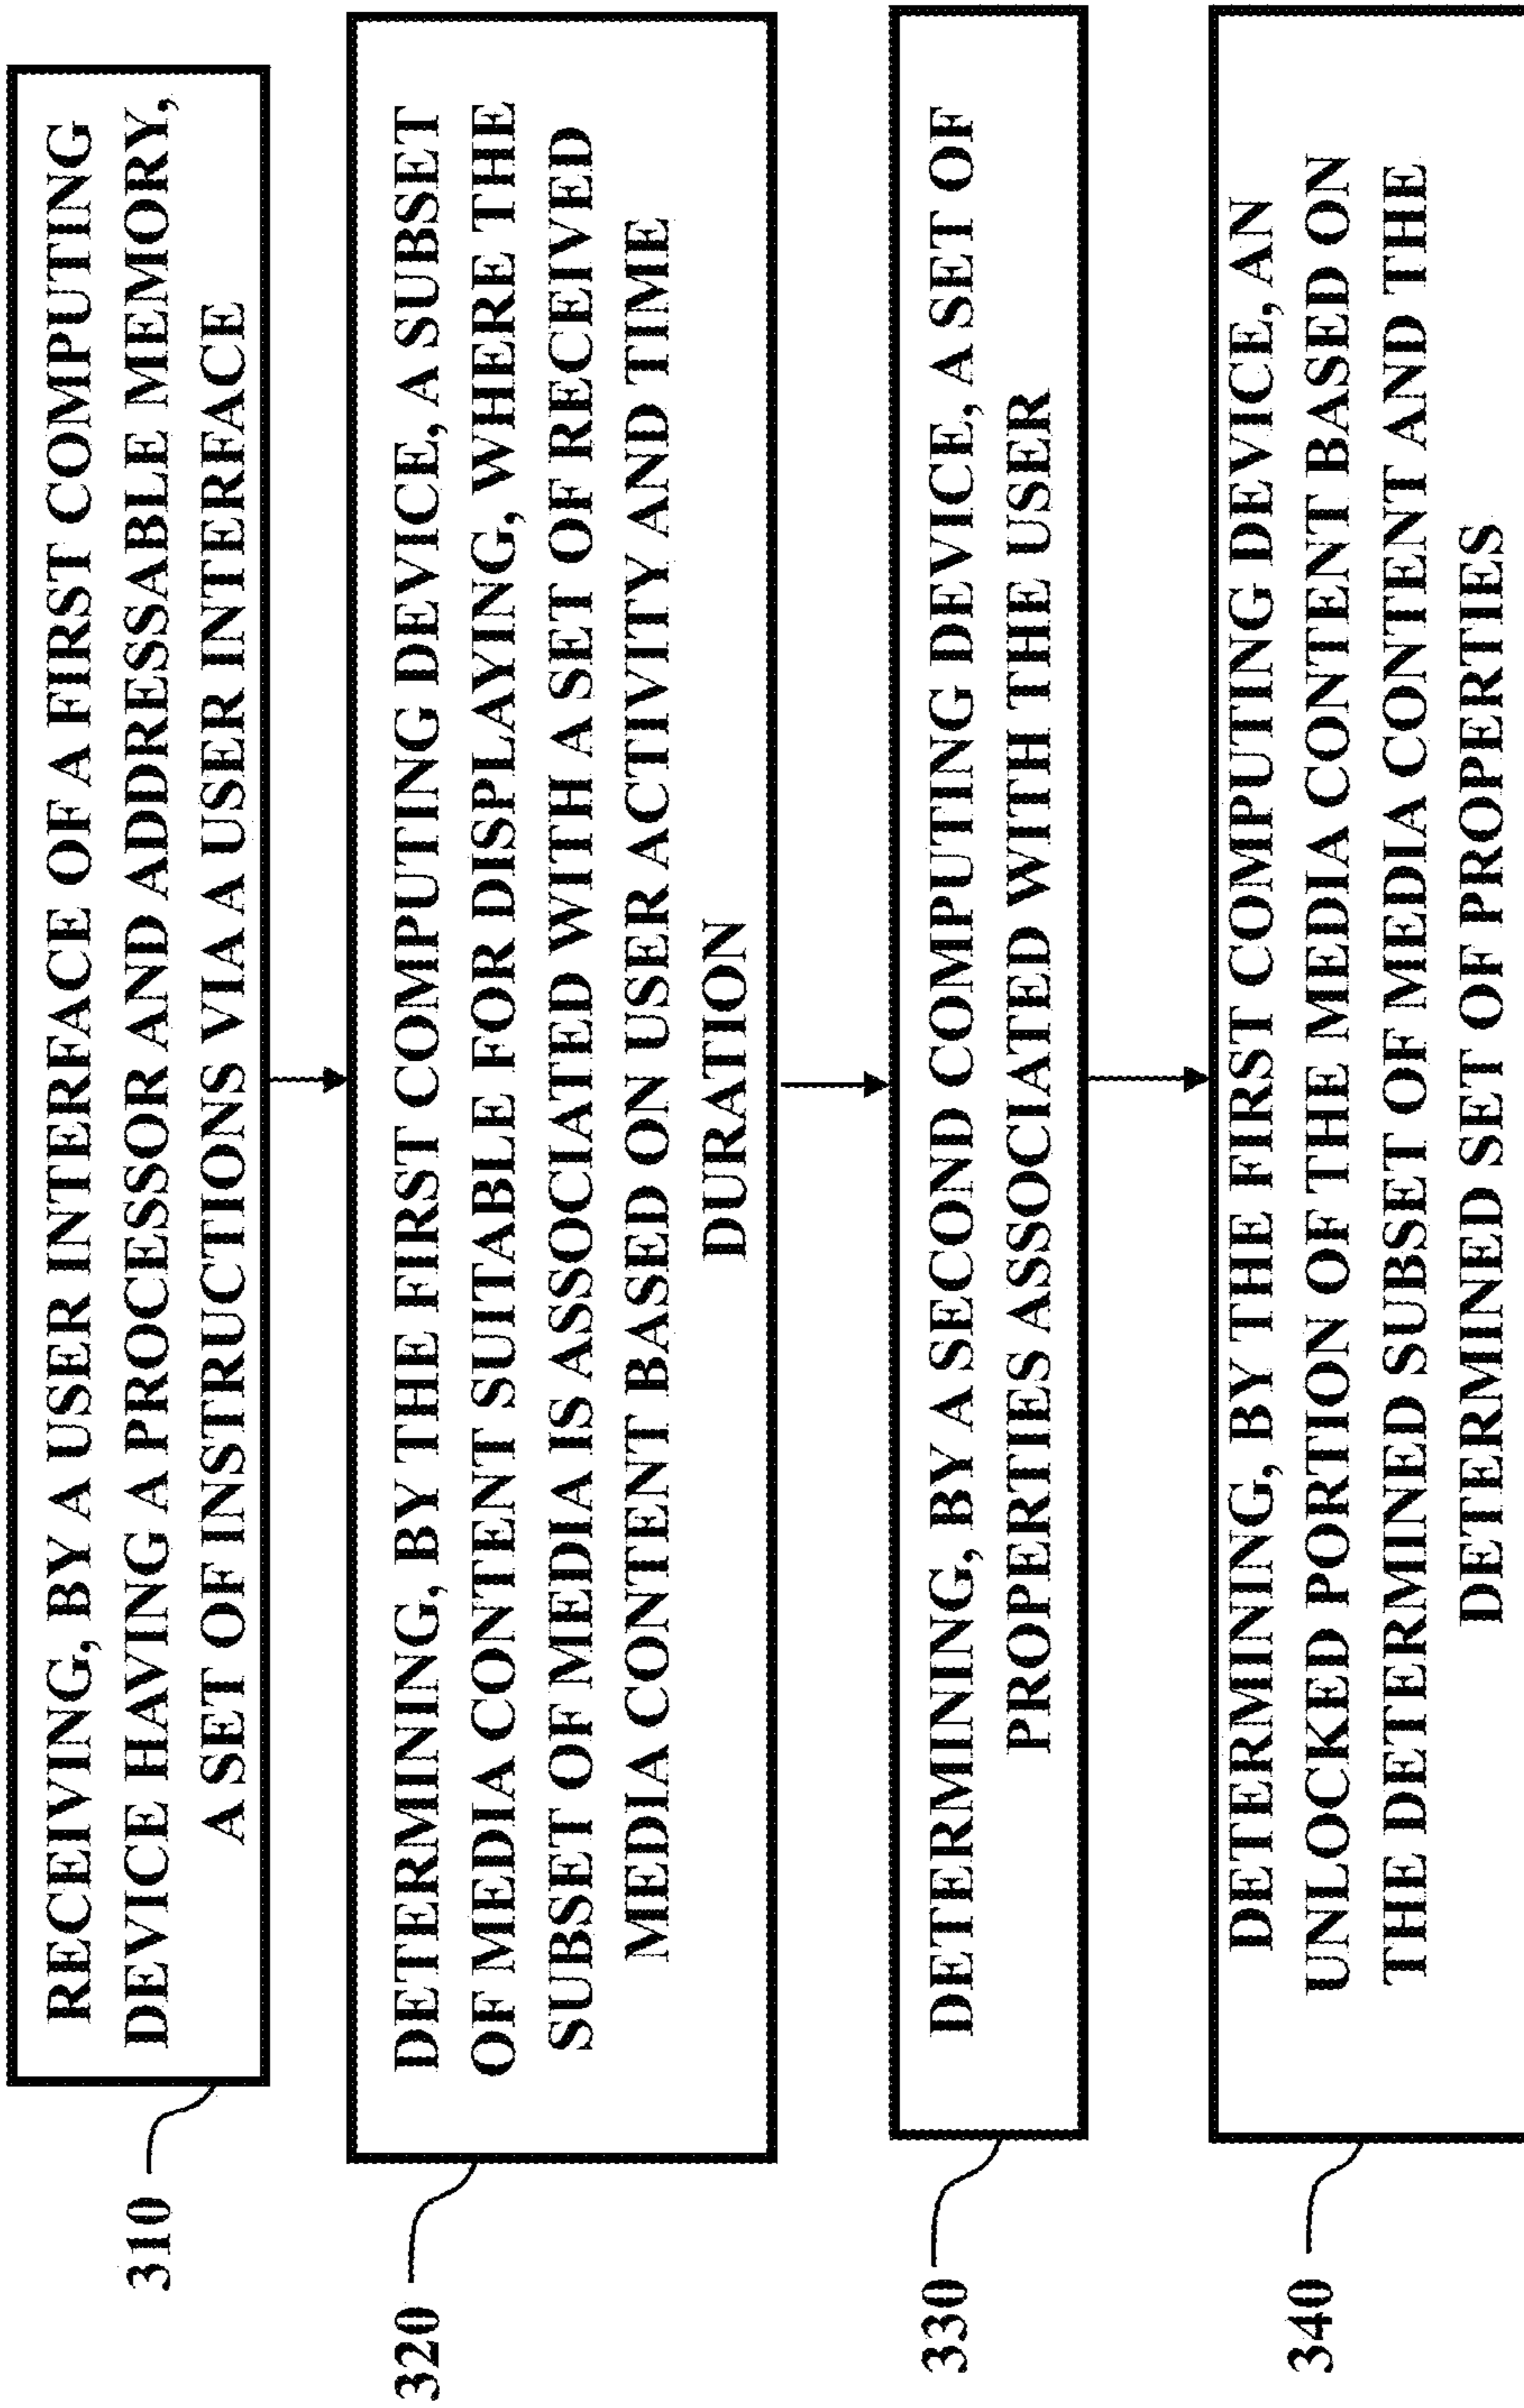 310
RECEIVING, BY A USER INTERFACE OF A FIRST COMPUTING
DEVICE HAVING A PROCESSOR AND ADDRESSABLE MEMORY,
A SET OF INSTRUCTIONS VIA A USER INTERFACE
320
DETERMINING, BY THE FIRST COMPUTING DEVICE, A SUBSET
OF MEDIA CONTENT SUITABLE FOR DISPLAYING, WHERE THE
SUBSET OF MEDIA IS ASSOCIATED WITH A SET OF RECEIVED
MEDIA CONTENT BASED ON USER ACTIVITY AND TIME
DURATION
330
DETERMINING, BY A SECOND COMPUTING DEVICE, A SET OF
PROPERTIES ASSOCIATED WITH THE USER
340
DETERMINING, BY THE FIRST COMPUTING DEVICE, AN
UNLOCKED PORTION OF THE MEDIA CONTENT BASED ON
THE DETERMINED SUBSET OF MEDIA CONTENT AND THE
DETERMINED SET OF PROPERTIES